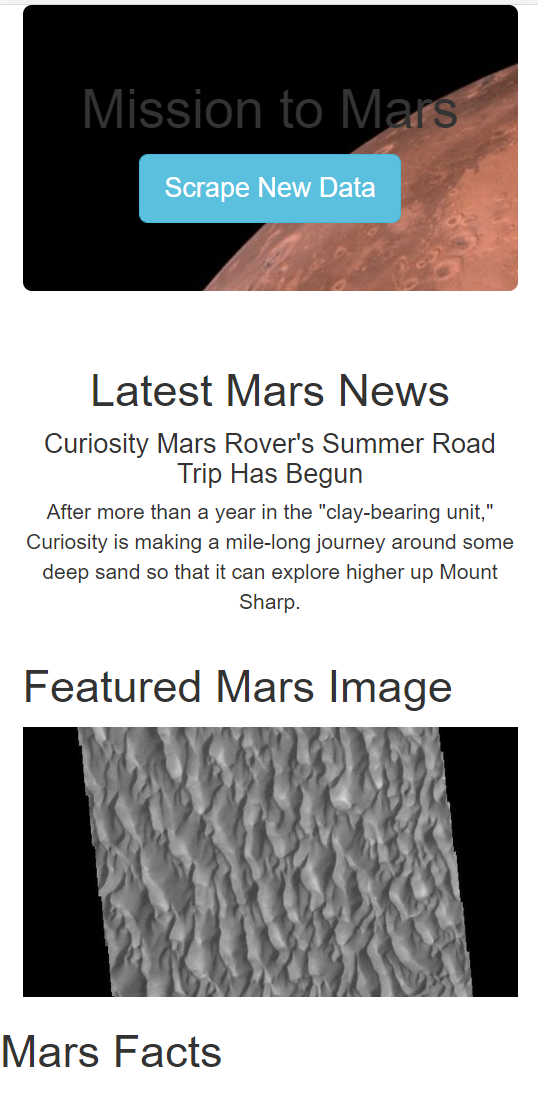 Mission to Mars
Scrape New Data
Latest Mars News
Curiosity Mars Rover's Summer Road
Trip Has Begun
After more than a year in the "clay-bearing unit,"
Curiosity is making a mile-long journey around some
deep sand so that it can explore higher up Mount
Sharp.
Featured Mars Image
Mars Facts